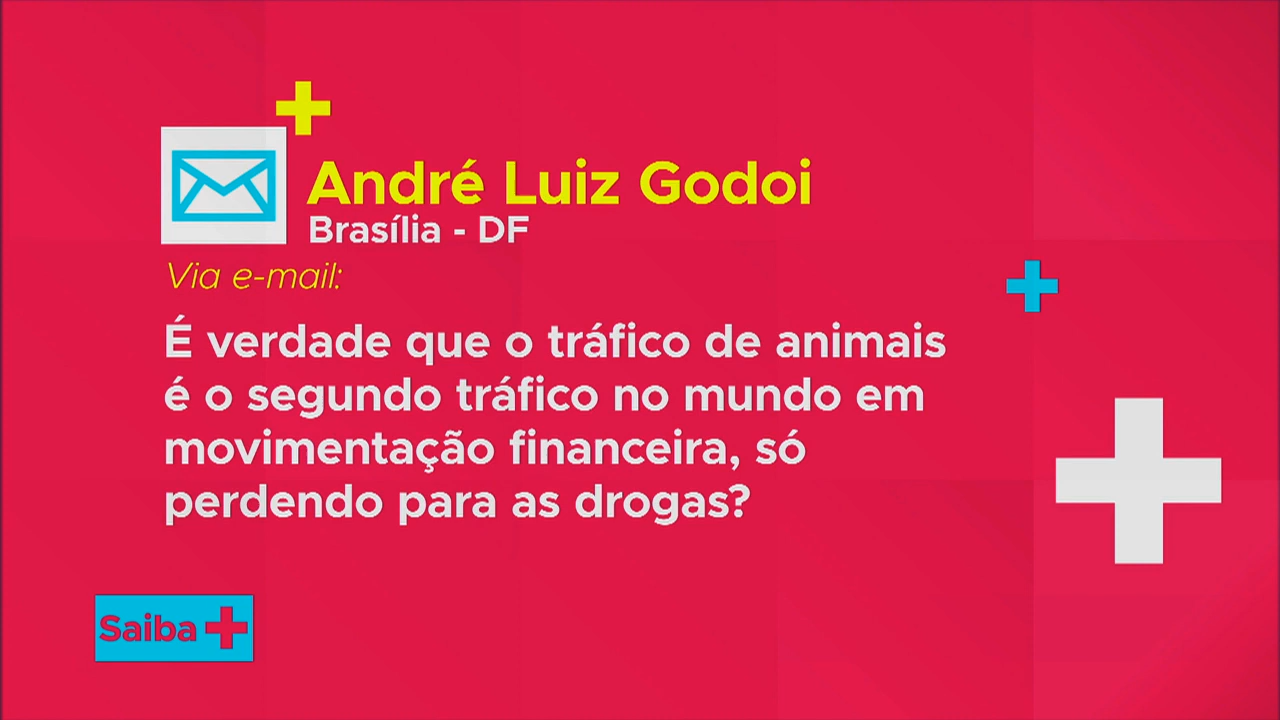 André Luiz Godoi
Brasília - DF
Via e-mail:
É verdade que o tráfico de animais
é o segundo tráfico no mundo em
movimentação financeira, só
perdendo para as drogas?
Saiba+